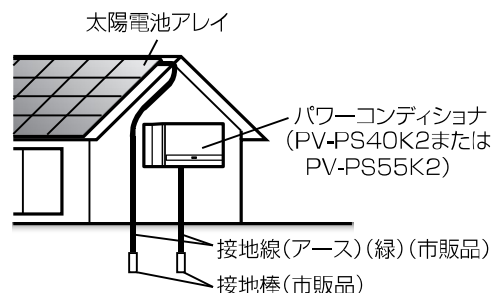 太陽電池アレイ
パワーコンディショナ
(PV-PS40K2または
PV-PS55K2)
接地線(アース)(緑)(市販品)
接地棒(市販品)